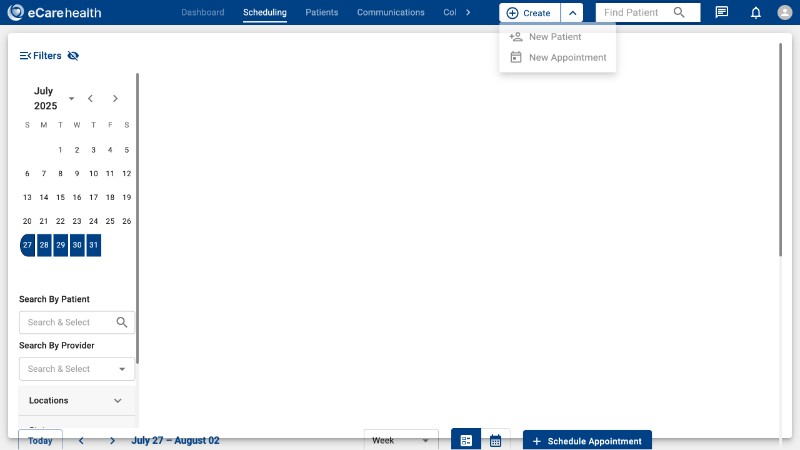 eCarehealth Dashboard Scheduling Patients Communications Col Create Find Patient
New Patient
New Appointment
Filters
July
2025
S M T W T F S
1 2 3 4 5
6 7 8 9 10 11 12
13 14 15 16 17 18 19
20 21 22 23 24 25 26
27 28 29 30 31
Search By Patient
Search & Select
Search By Provider
Search & Select
Locations
Today July 27 – August 02 Week Schedule Appointment